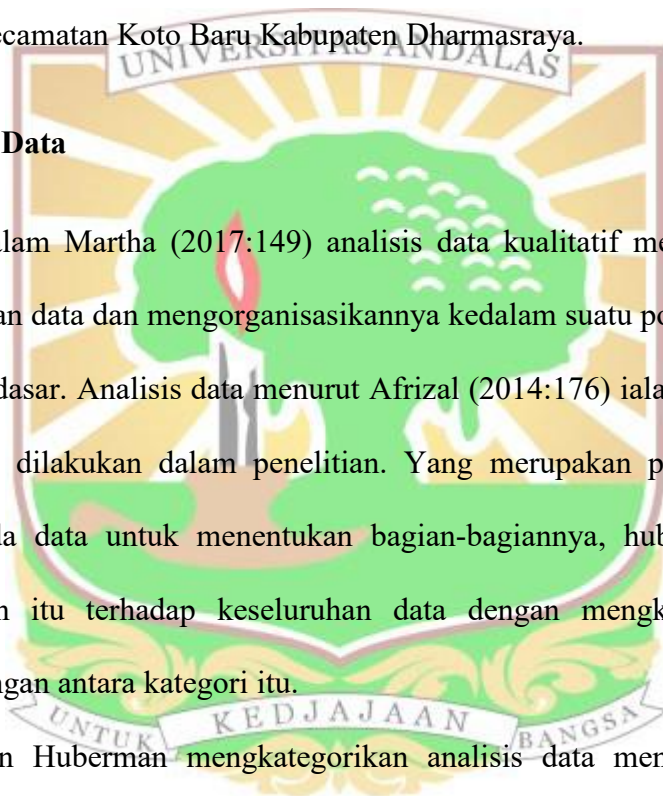 ecamatan Koto Baru Kabupaten Dharmasraya.
UNIVERSITAS ANDALAS
Data
lam Martha (2017:149) analisis data kualitatif me
an data dan mengorganisasikannya kedalam suatu po
dasar. Analisis data menurut Afrizal (2014:176) iala
dilakukan dalam penelitian. Yang merupakan p
la data untuk menentukan bagian-bagiannya, hub
n itu terhadap keseluruhan data dengan mengk
ngan antara kategori itu.
UNTUK KEDJAJAAN BANGSA
n Huberman mengkategorikan analisis data men